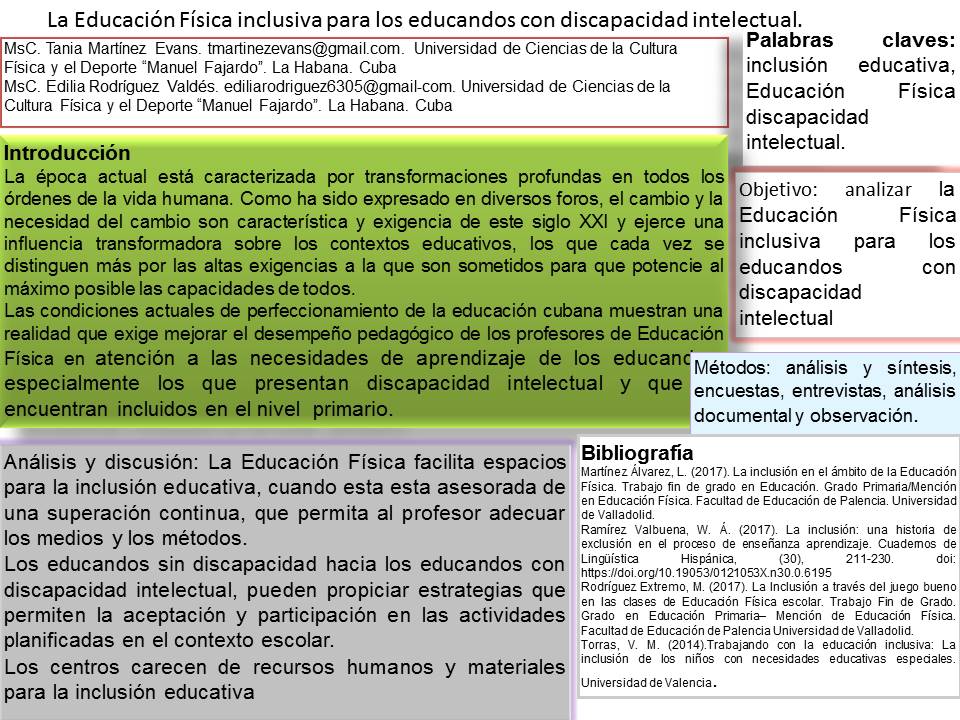 La Educación Física inclusiva para los educandos con discapacidad intelectual.
MsC. Tania Martínez Evans. tmartinezevans@gmail.com. Universidad de Ciencias de la Cultura
Física y el Deporte “Manuel Fajardo”. La Habana. Cuba
MsC. Edilia Rodríguez Valdés. ediliarodriguez6305@gmail-com. Universidad de Ciencias de la
Cultura Física y el Deporte “Manuel Fajardo”. La Habana. Cuba
Palabras claves:
inclusión educativa,
Educación Física
discapacidad
intelectual.
Introducción
La época actual está caracterizada por transformaciones profundas en todos los
órdenes de la vida humana. Como ha sido expresado en diversos foros, el cambio y la
necesidad del cambio son característica y exigencia de este siglo XXI y ejerce una
influencia transformadora sobre los contextos educativos, los que cada vez se
distinguen más por las altas exigencias a la que son sometidos para que potencie al
máximo posible las capacidades de todos.
Las condiciones actuales de perfeccionamiento de la educación cubana muestran una
realidad que exige mejorar el desempeño pedagógico de los profesores de Educación
Física en atención a las necesidades de aprendizaje de los
especialmente los que presentan discapacidad intelectual y que
encuentran incluidos en el nivel primario.
Objetivo: analizar la
Educación Física
inclusiva para los
educandos con
discapacidad
intelectual
Métodos: análisis y síntesis,
encuestas, entrevistas, análisis
documental y observación.
Análisis y discusión: La Educación Física facilita espacios
para la inclusión educativa, cuando esta esta asesorada de
una superación continua, que permita al profesor adecuar
los medios y los métodos.
Los educandos sin discapacidad hacia los educandos con
discapacidad intelectual, pueden propiciar estrategias que
permiten la aceptación y participación en las actividades
planificadas en el contexto escolar.
Los centros carecen de recursos humanos y materiales
para la inclusión educativa
Bibliografía
Martínez Álvarez, L. (2017). La inclusión en el ámbito de la Educación
Física. Trabajo fin de grado en Educación. Grado Primaria/Mención
en Educación Física. Facultad de Educación de Palencia. Universidad
de Valladolid.
Ramírez Valbuena, W. Á. (2017). La inclusión: una historia de
exclusión en el proceso de enseñanza aprendizaje. Cuadernos de
Lingüística Hispánica, (30), 211-230. doi:
https://doi.org/10.19053/0121053X.n30.0.6195
Rodríguez Extremo, M. (2017). La Inclusión a través del juego bueno
en las clases de Educación Física escolar. Trabajo Fin de Grado.
Grado en Educación Primaria– Mención de Educación Física.
Facultad de Educación de Palencia Universidad de Valladolid.
Torras, V. M. (2014).Trabajando con la educación inclusiva: La
inclusión de los niños con necesidades educativas especiales.
Universidad de Valencia.